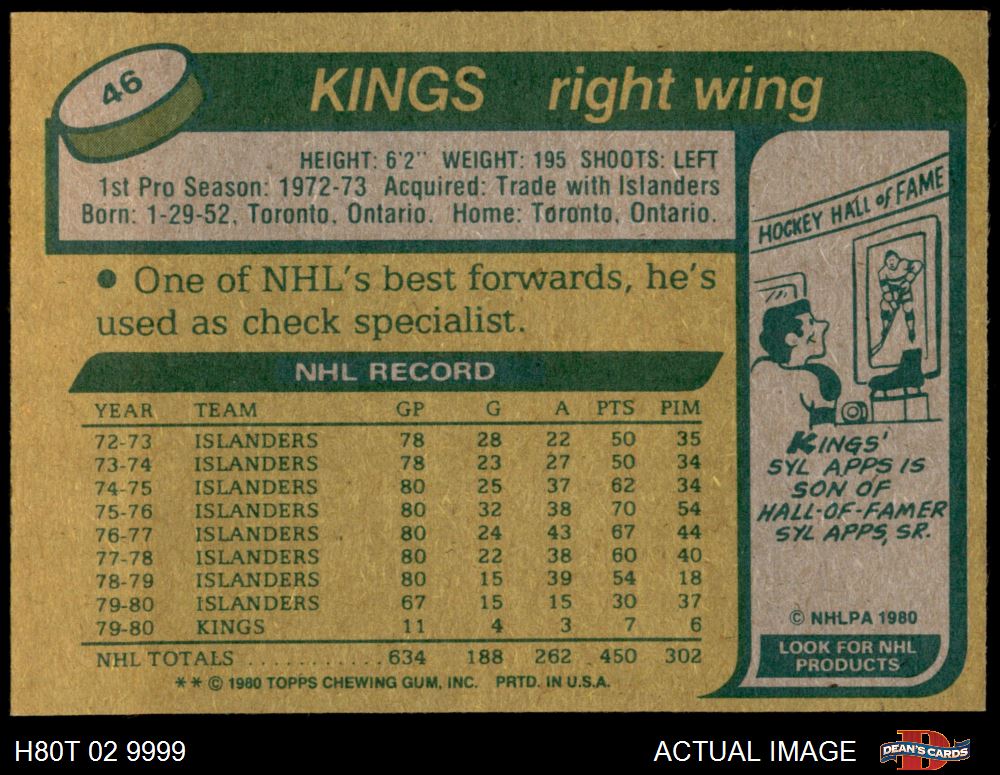 46
KINGS right wing
HEIGHT: 6'2" WEIGHT: 195 SHOOTS: LEFT
1st Pro Season: 1972-73 Acquired: Trade with Islanders
Born: 1-29-52, Toronto, Ontario. Home: Toronto, Ontario.
● One of NHL's best forwards, he's
used as check specialist.
NHL RECORD
YEAR TEAM GP G A PTS PIM
72-73 ISLANDERS 78 28 22 50 35
73-74 ISLANDERS 78 23 27 50 34
74-75 ISLANDERS 80 25 37 62 34
75-76 ISLANDERS 80 32 38 70 54
76-77 ISLANDERS 80 24 43 67 44
77-78 ISLANDERS 80 22 38 60 40
78-79 ISLANDERS 80 15 39 54 18
79-80 ISLANDERS 67 15 15 30 37
79-80 KINGS 11 4 3 7 6
NHL TOTALS . . . . . . . . . . . 634 188 262 450 302
** © 1980 TOPPS CHEWING GUM, INC. PRTD. IN U.S.A.
HOCKEY HALL of FAME
KINGS'
SYL APPS IS
SON OF
HALL-OF-FAMER
SYL APPS, SR.
© NHLPA 1980
LOOK FOR NHL
PRODUCTS
H80T 02 9999
ACTUAL IMAGE
D
DEAN'S CARDS